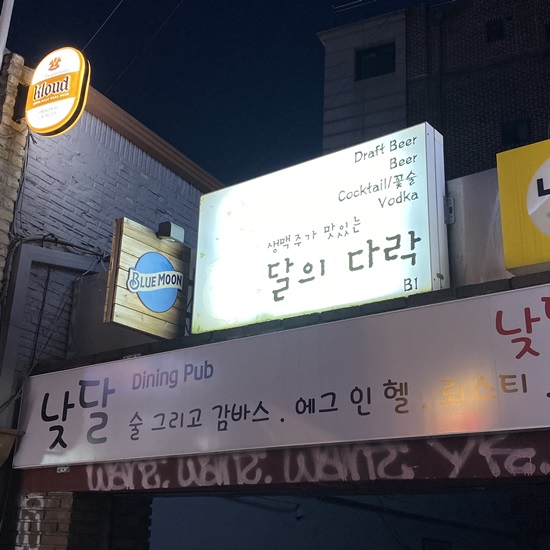 Kloud
Draft Beer
Beer
Cocktail/꽃술
Vodka
생맥주가 맛있는
달의 다락
B1
BLUE MOON
낮달
Dining Pub
술 그리고 감바스 . 에그 인 헬 .